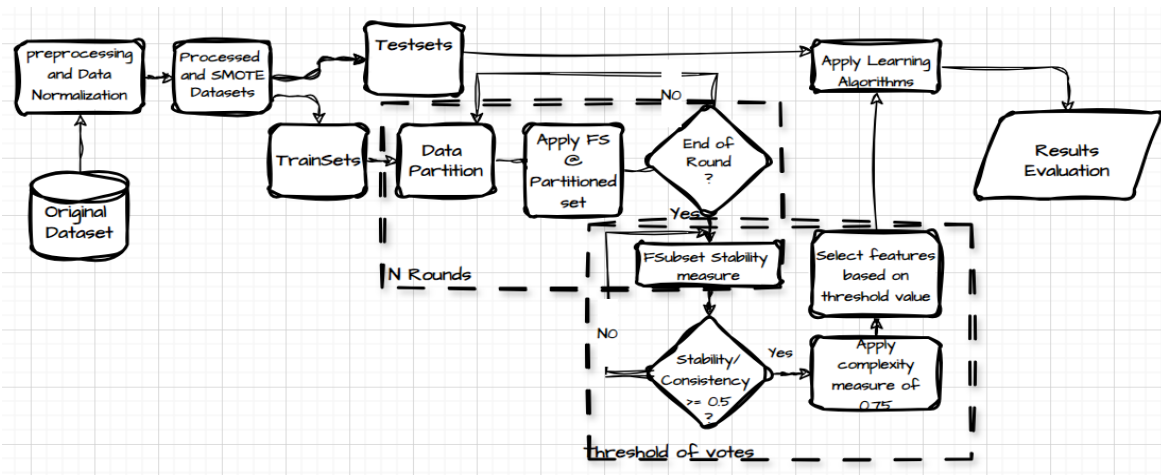 preprocessing
and Data
Normalization
Processed
and SMOTE
Datasets
Testsets
Apply Learning
Algorithms
Original
Dataset
TrainSets
Data
Partition
Apply FS
@
Partitioned
set
NO
End of
Round
?
Yes
Results
Evaluation
N Rounds
FSubset Stability
measure
Select features
based on
threshold value
NO
Stability/
Consistency
>= 0.5
?
Yes
Apply
complexity
measure of
0.75
Threshold of votes